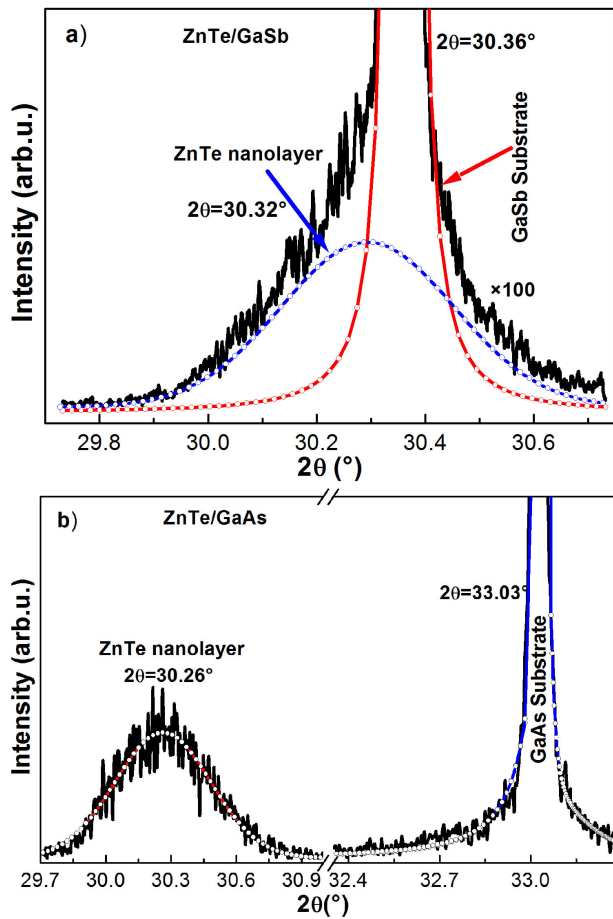 a)
ZnTe/GaSb
2θ=30.36°
ZnTe nanolayer
2θ=30.32°
GaSb Substrate
×100
Intensity (arb.u.)
29.8 30.0 30.2 30.4 30.6
2θ (°)
b)
ZnTe/GaAs
2θ=33.03°
ZnTe nanolayer
2θ=30.26°
GaAs Substrate
Intensity (arb.u.)
29.7 30.0 30.3 30.6 30.9 32.4 32.7 33.0
2θ(°)